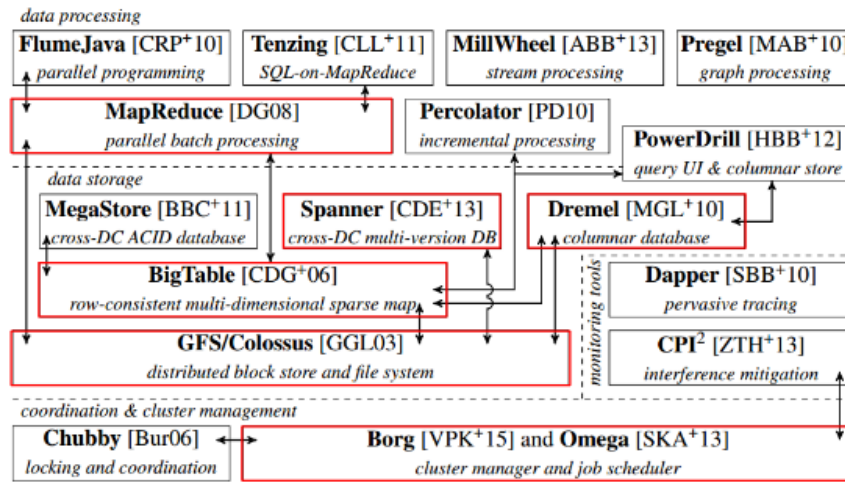 data processing
FlumeJava [CRP+10]
parallel programming
Tenzing [CLL+11]
SQL-on-MapReduce
MillWheel [ABB+13]
stream processing
Pregel [MAB+10]
graph processing
MapReduce [DG08]
parallel batch processing
Percolator [PD10]
incremental processing
PowerDrill [HBB+12]
query UI & columnar store
data storage
MegaStore [BBC+11]
cross-DC ACID database
Spanner [CDE+13]
cross-DC multi-version DB
Dremel [MGL+10]
columnar database
BigTable [CDG+06]
row-consistent multi-dimensional sparse map
monitoring tools
Dapper [SBB+10]
pervasive tracing
GFS/Colossus [GGL03]
distributed block store and file system
CPI² [ZTH+13]
interference mitigation
coordination & cluster management
Chubby [Bur06]
locking and coordination
Borg [VPK+15] and Omega [SKA+13]
cluster manager and job scheduler